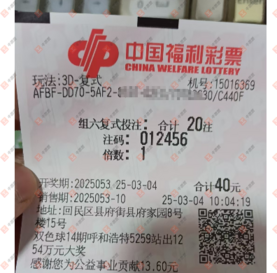 中国福利彩票
CHINA WELFARE LOTTERY
玩法:3D-复式
机号:15016369
AFBF-DD70-5AF2- 30/C440F
组六复式投注: 合计 20注
注码: 012456
倍数: 1
开奖期:2025053/25-03-04 合计40元
销售期:2025053-10 25-03-04 10:04:19
地址:回民区县府街县府家园8号
楼15号
双色球14期呼和浩特5259站出12
54万元大奖
感谢您为公益事业贡献13.60元